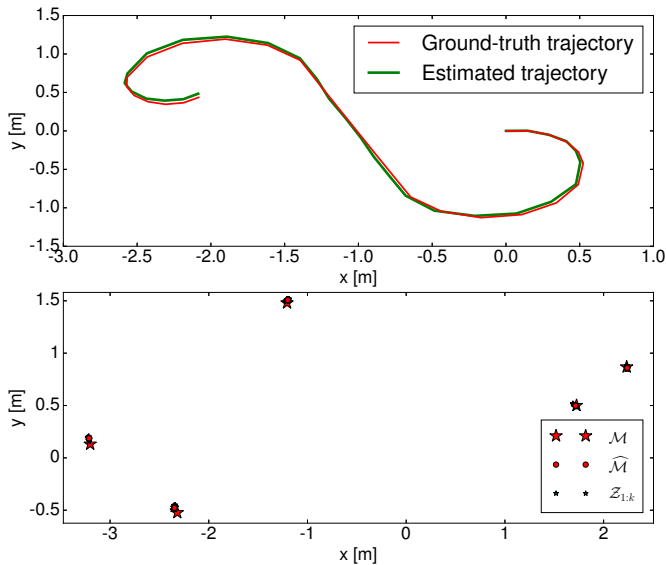 1.5
1.0
0.5
0.0
-0.5
-1.0
-1.5
y [m]
Ground-truth trajectory
Estimated trajectory
-3.0 -2.5 -2.0 -1.5 -1.0 -0.5 0.0 0.5 1.0
x [m]
1.5
1
0.5
0
-0.5
y [m]
ℳ
ℳ̂
𝒵₁:ₖ
-3 -2 -1 0 1 2
x [m]